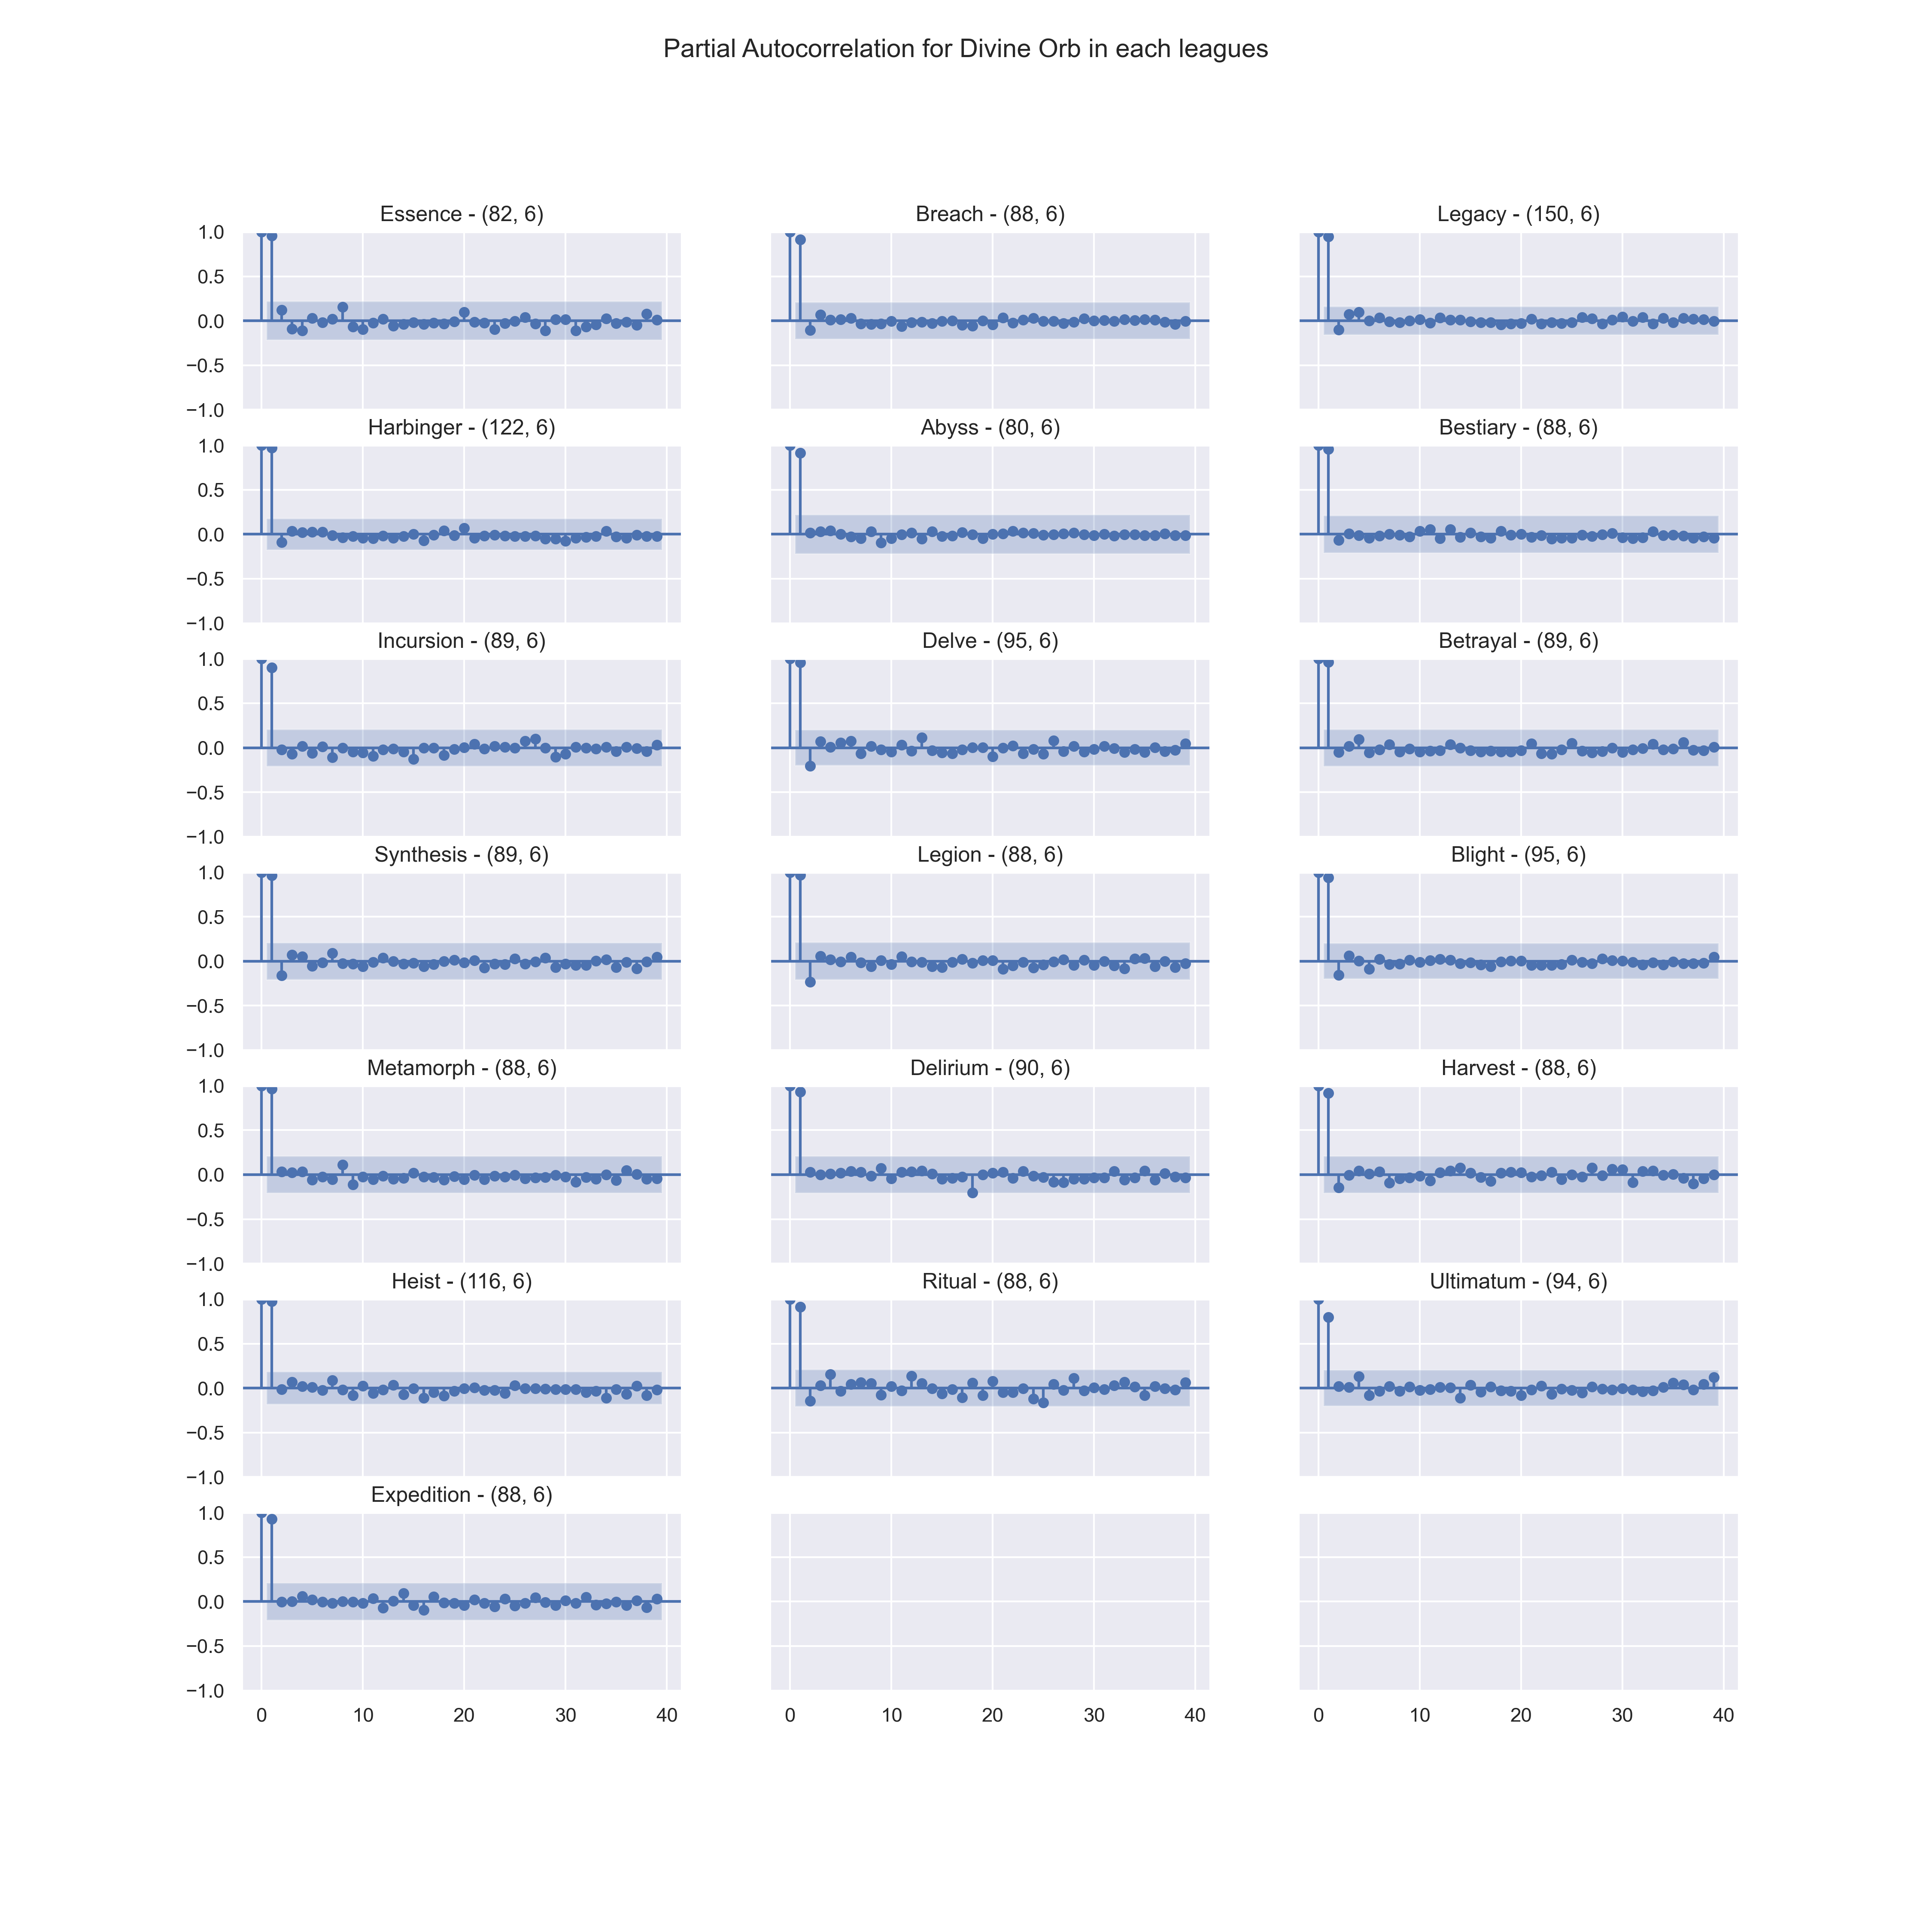 Partial Autocorrelation for Divine Orb in each leagues
Essence - (82, 6)
Breach - (88, 6)
Legacy - (150, 6)
1.0
0.5
0.0
−0.5
−1.0
Harbinger - (122, 6)
Abyss - (80, 6)
Bestiary - (88, 6)
1.0
0.5
0.0
−0.5
−1.0
Incursion - (89, 6)
Delve - (95, 6)
Betrayal - (89, 6)
1.0
0.5
0.0
−0.5
−1.0
Synthesis - (89, 6)
Legion - (88, 6)
Blight - (95, 6)
1.0
0.5
0.0
−0.5
−1.0
Metamorph - (88, 6)
Delirium - (90, 6)
Harvest - (88, 6)
1.0
0.5
0.0
−0.5
−1.0
Heist - (116, 6)
Ritual - (88, 6)
Ultimatum - (94, 6)
1.0
0.5
0.0
−0.5
−1.0
Expedition - (88, 6)
1.0
0.5
0.0
−0.5
−1.0
0 10 20 30 40
0 10 20 30 40
0 10 20 30 40